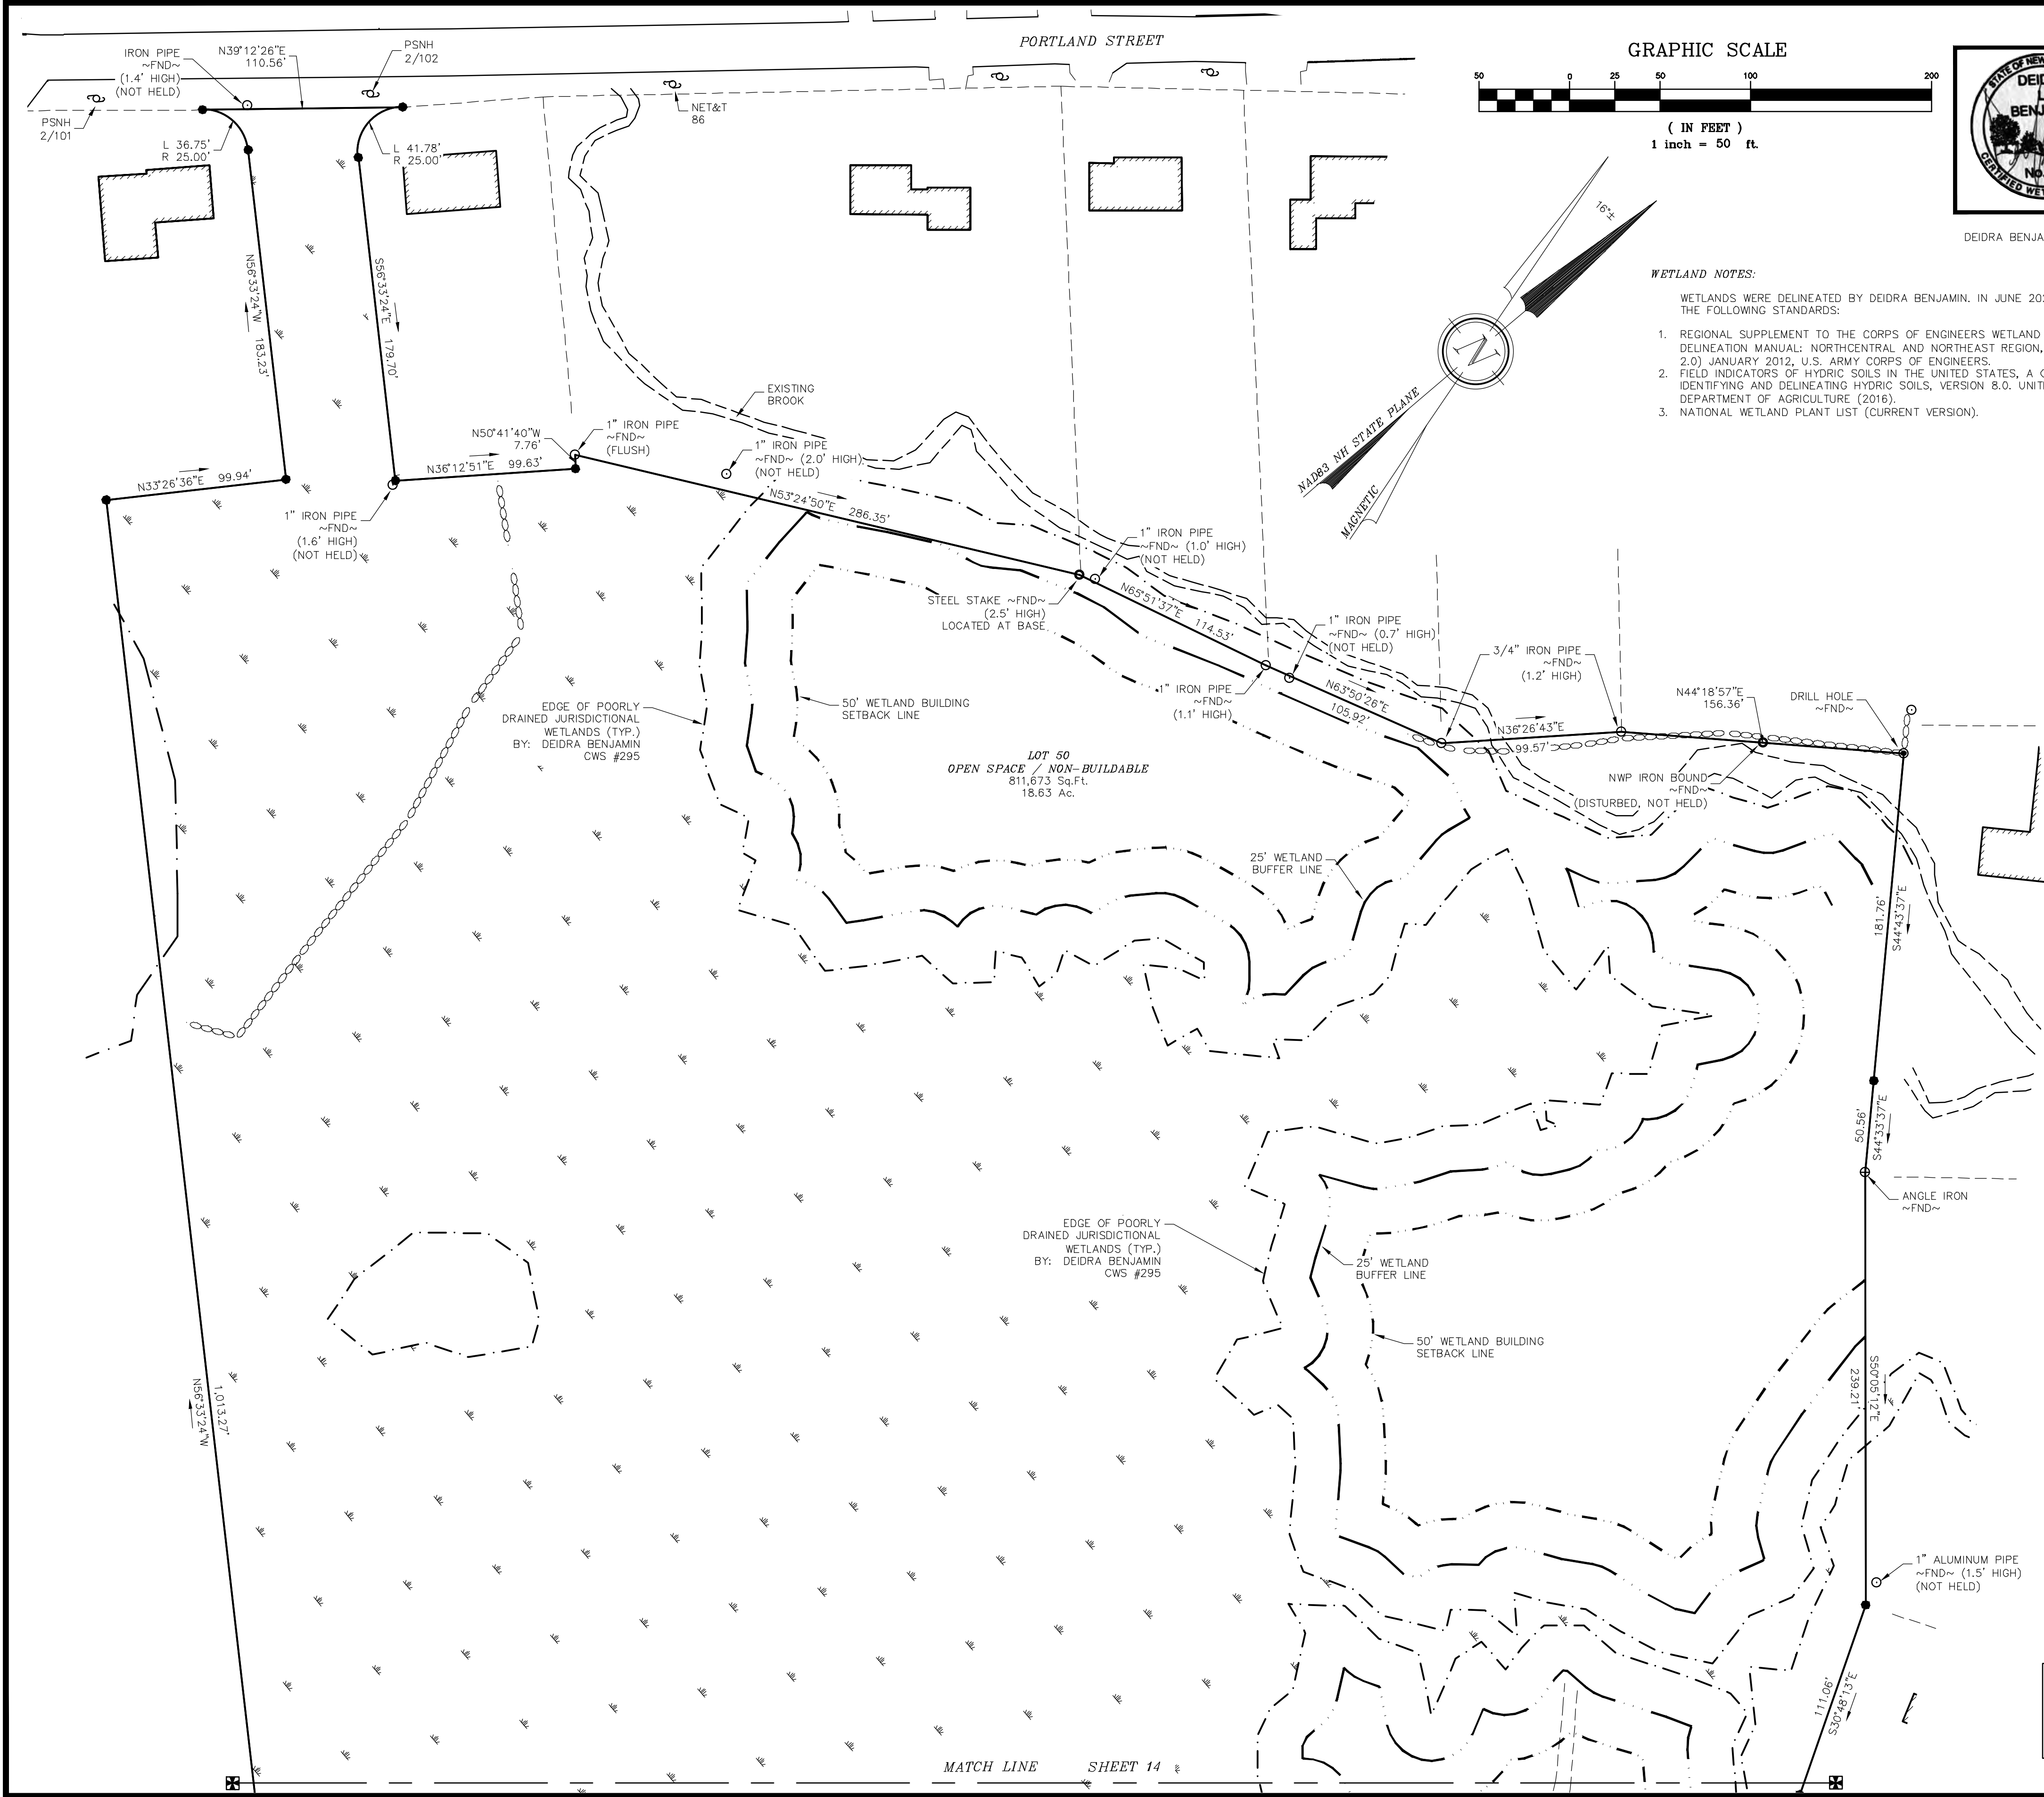 PORTLAND STREET
IRON PIPE
~FND~
(1.4' HIGH)
(NOT HELD)
N39°12'26"E
110.56'
PSNH
2/102
PSNH
2/101
L 36.75'
R 25.00'
L 41.78'
R 25.00'
NET&T
86
GRAPHIC SCALE
50 0 25 50 100 200
( IN FEET )
1 inch = 50 ft.
DEIDRA BENJA
WETLAND NOTES:
WETLANDS WERE DELINEATED BY DEIDRA BENJAMIN. IN JUNE
THE FOLLOWING STANDARDS:
1. REGIONAL SUPPLEMENT TO THE CORPS OF ENGINEERS WETLAND
DELINEATION MANUAL: NORTHCENTRAL AND NORTHEAST REGION,
2.0) JANUARY 2012, U.S. ARMY CORPS OF ENGINEERS.
2. FIELD INDICATORS OF HYDRIC SOILS IN THE UNITED STATES, A
IDENTIFYING AND DELINEATING HYDRIC SOILS, VERSION 8.0.
DEPARTMENT OF AGRICULTURE (2016).
3. NATIONAL WETLAND PLANT LIST (CURRENT VERSION).
16°±
N
NAD83 NH STATE PLANE
MAGNETIC
N56°33'24"W 183.23'
S56°33'24"E 179.70'
EXISTING
BROOK
N50°41'40"W
7.76'
1" IRON PIPE
~FND~
(FLUSH)
1" IRON PIPE
~FND~ (2.0' HIGH)
(NOT HELD)
N33°26'36"E 99.94'
N36°12'51"E 99.63'
1" IRON PIPE
~FND~
(1.6' HIGH)
(NOT HELD)
N53°24'50"E 286.35'
1" IRON PIPE
~FND~ (1.0' HIGH)
(NOT HELD)
STEEL STAKE ~FND~
(2.5' HIGH)
LOCATED AT BASE
N65°51'37"E 114.53'
1" IRON PIPE
~FND~ (0.7' HIGH)
(NOT HELD)
1" IRON PIPE
~FND~
(1.1' HIGH)
N63°50'26"E
105.92'
3/4" IRON PIPE
~FND~
(1.2' HIGH)
N36°26'43"E
99.57'
N44°18'57"E
156.36'
DRILL HOLE
~FND~
NWP IRON BOUND
~FND~
(DISTURBED, NOT HELD)
EDGE OF POORLY
DRAINED JURISDICTIONAL
WETLANDS (TYP.)
BY: DEIDRA BENJAMIN
CWS #295
50' WETLAND BUILDING
SETBACK LINE
LOT 50
OPEN SPACE / NON-BUILDABLE
811,673 Sq.Ft.
18.63 Ac.
25' WETLAND
BUFFER LINE
181.76'
S44°43'37"E
50.56'
S44°33'37"E
ANGLE IRON
~FND~
EDGE OF POORLY
DRAINED JURISDICTIONAL
WETLANDS (TYP.)
BY: DEIDRA BENJAMIN
CWS #295
25' WETLAND
BUFFER LINE
50' WETLAND BUILDING
SETBACK LINE
1,013.27'
N56°33'24"W
S50°05'12"E
239.21'
1" ALUMINUM PIPE
~FND~ (1.5' HIGH)
(NOT HELD)
111.06'
S30°48'13"E
MATCH LINE SHEET 14